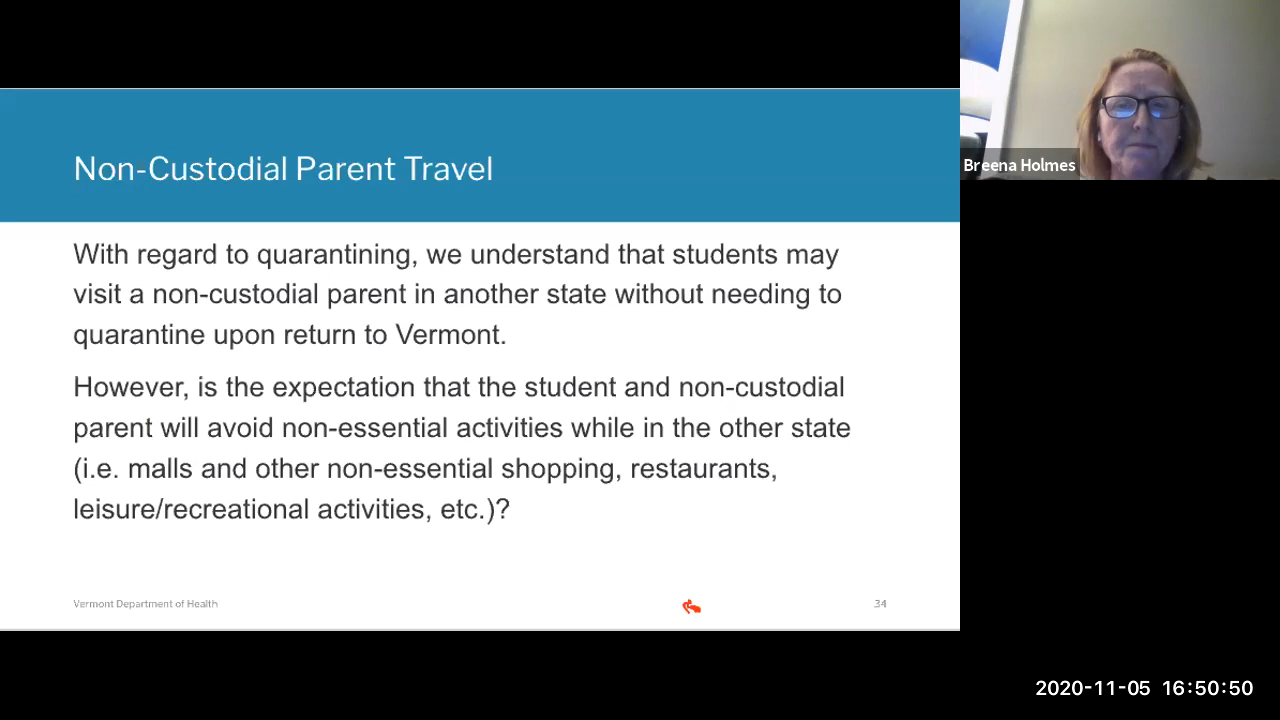 Non-Custodial Parent Travel
Breena Holmes
With regard to quarantining, we understand that students may
visit a non-custodial parent in another state without needing to
quarantine upon return to Vermont.
However, is the expectation that the student and non-custodial
parent will avoid non-essential activities while in the other state
(i.e. malls and other non-essential shopping, restaurants,
leisure/recreational activities, etc.)?
Vermont Department of Health
34
2020-11-05 16:50:50